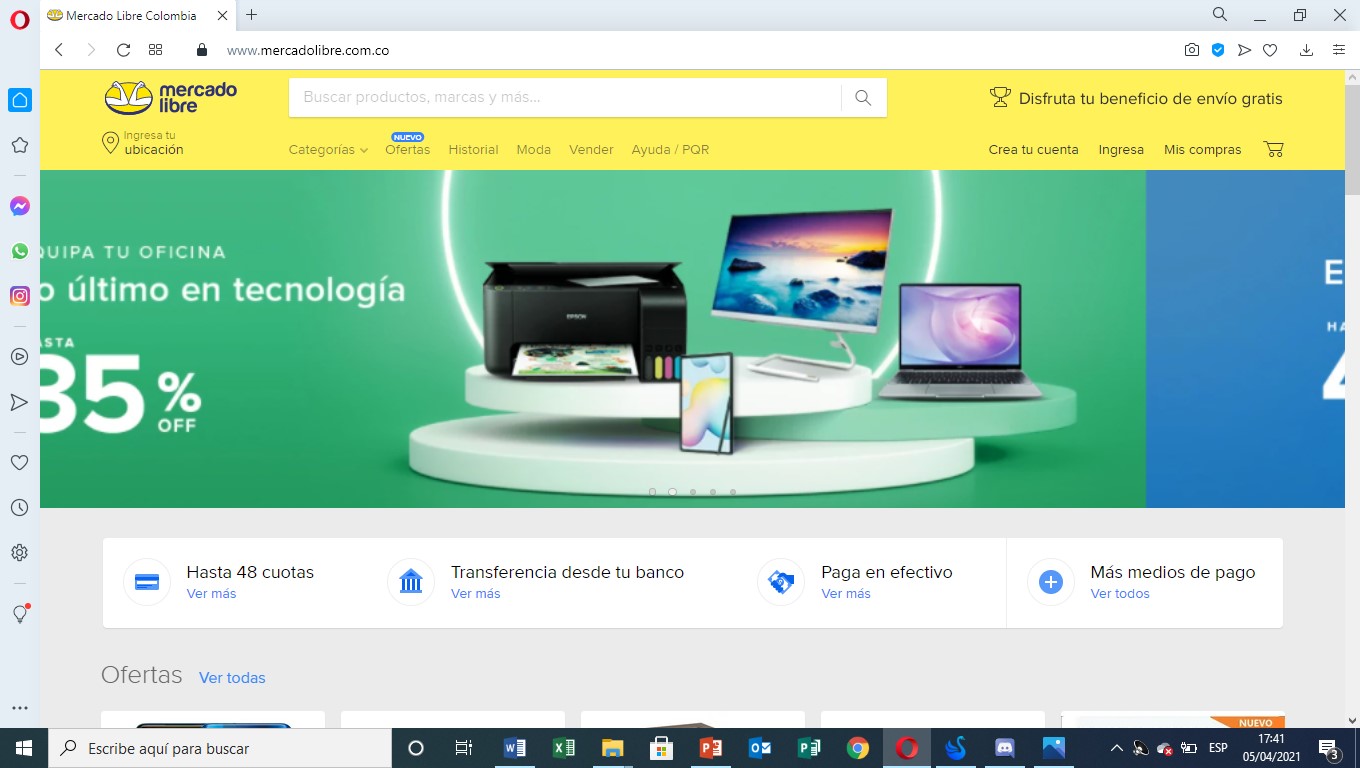 Mercado Libre Colombia
www.mercadolibre.com.co
mercado
libre
Buscar productos, marcas y más...
Disfruta tu beneficio de envío gratis
Ingresa tu
ubicación
Categorías
NUEVO
Ofertas
Historial
Moda
Vender
Ayuda / PQR
Crea tu cuenta
Ingresa
Mis compras
QUIPA TU OFICINA
o último en tecnología
ASTA
35%
OFF
EPSON
E
HA
4
Hasta 48 cuotas
Ver más
Transferencia desde tu banco
Ver más
Paga en efectivo
Ver más
Más medios de pago
Ver todos
Ofertas Ver todas
NUEVO
Escribe aquí para buscar
ESP
17:41
05/04/2021
3